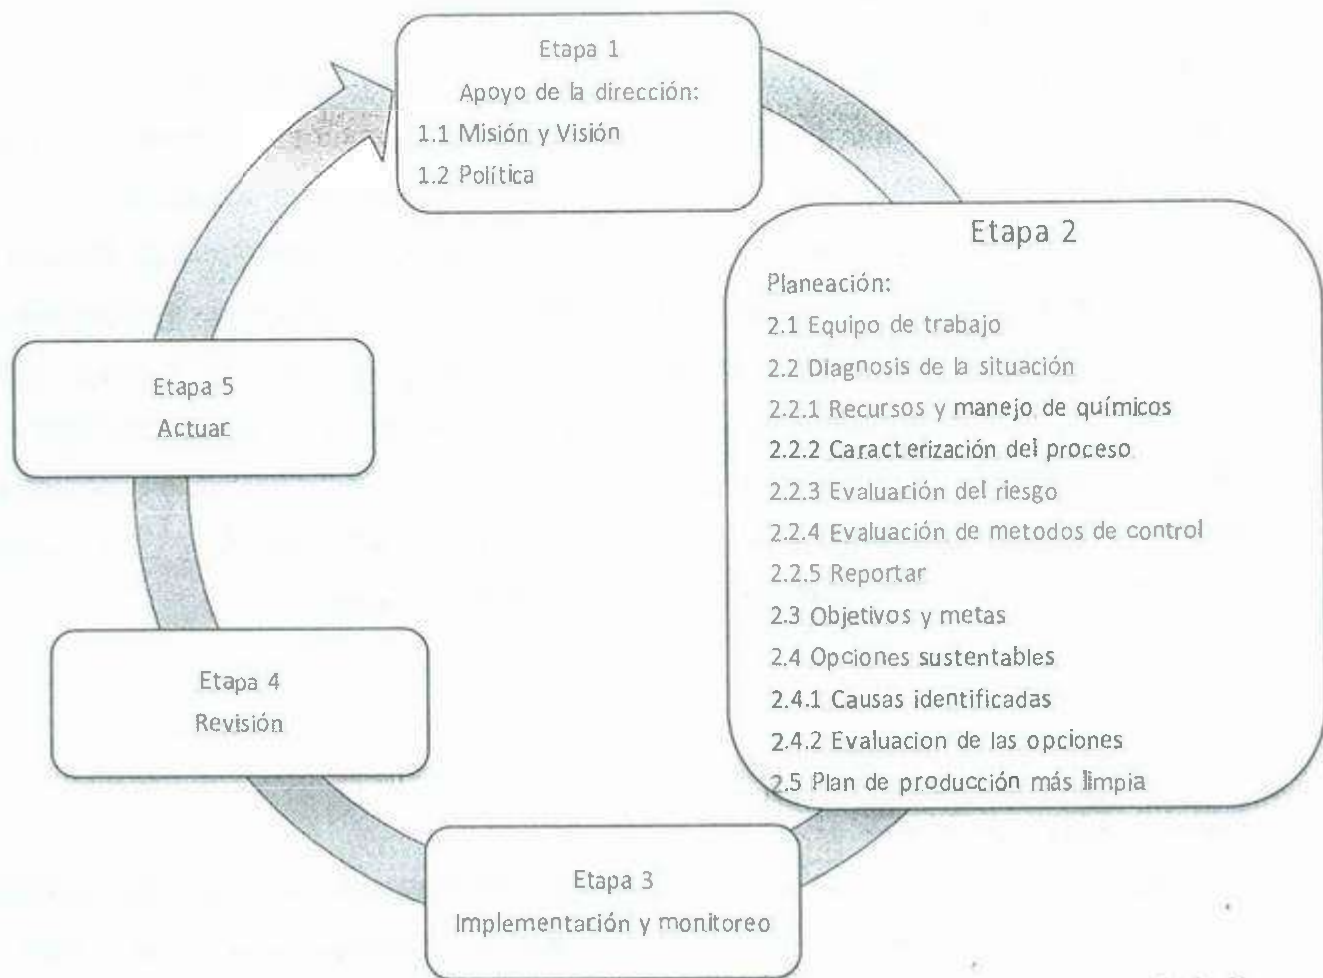 Etapa 1
Apoyo de la dirección:
1.1 Misión y Visión
1.2 Política
Etapa 2
Planeación:
2.1 Equipo de trabajo
2.2 Diagnosis de la situación
2.2.1 Recursos y manejo de químicos
2.2.2 Caracterización del proceso
2.2.3 Evaluación del riesgo
2.2.4 Evaluación de metodos de control
2.2.5 Reportar
2.3 Objetivos y metas
2.4 Opciones sustentables
2.4.1 Causas identificadas
2.4.2 Evaluacion de las opciones
2.5 Plan de producción más limpia
Etapa 3
Implementación y monitoreo
Etapa 4
Revisión
Etapa 5
Actuar